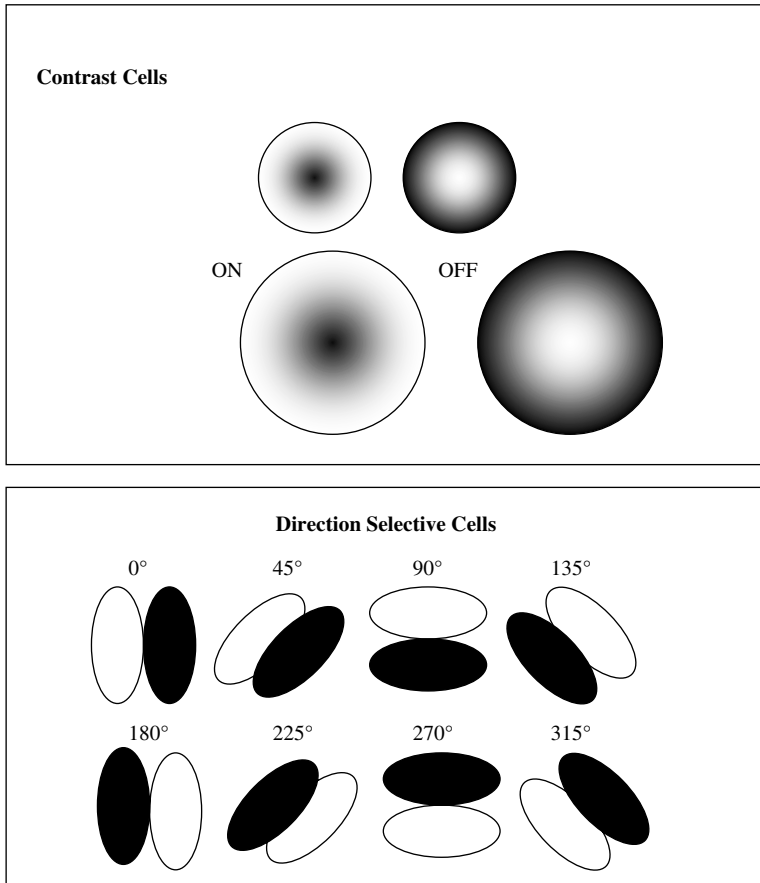 Contrast Cells
ON OFF
Direction Selective Cells
0° 45° 90° 135°
180° 225° 270° 315°